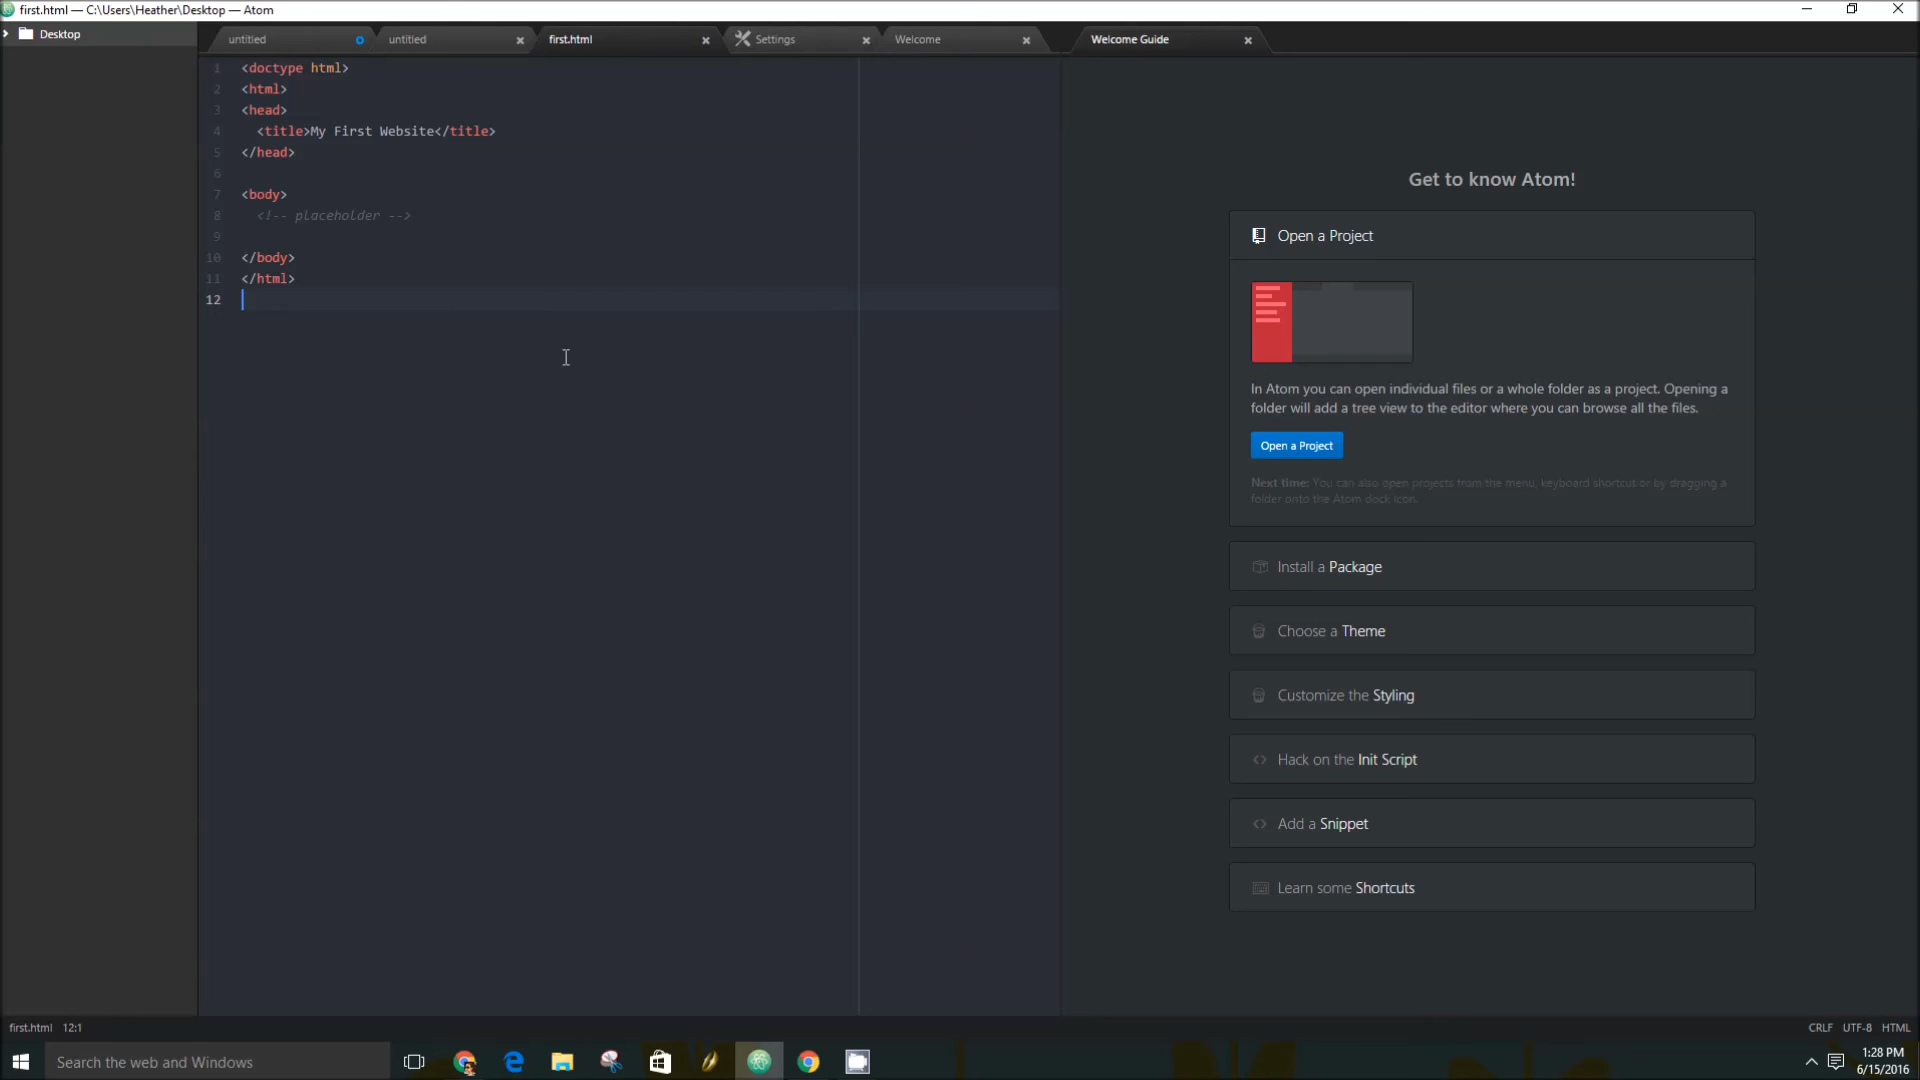 first.html — C:\Users\Heather\Desktop — Atom
Desktop
untitled
untitled
first.html
Settings
Welcome
Welcome Guide
1 <doctype html>
2 <html>
3 <head>
4 <title>My First Website</title>
5 </head>
6
7 <body>
8 <!-- placeholder -->
9
10 </body>
11 </html>
12
Get to know Atom!
Open a Project
In Atom you can open individual files or a whole folder as a project. Opening a
folder will add a tree view to the editor where you can browse all the files.
Open a Project
Next time: You can also open projects from the menu, keyboard shortcut or by dragging a
folder onto the Atom dock icon.
Install a Package
Choose a Theme
Customize the Styling
Hack on the Init Script
Add a Snippet
Learn some Shortcuts
first.html 12:1
CRLF UTF-8 HTML
Search the web and Windows
1:28 PM
6/15/2016